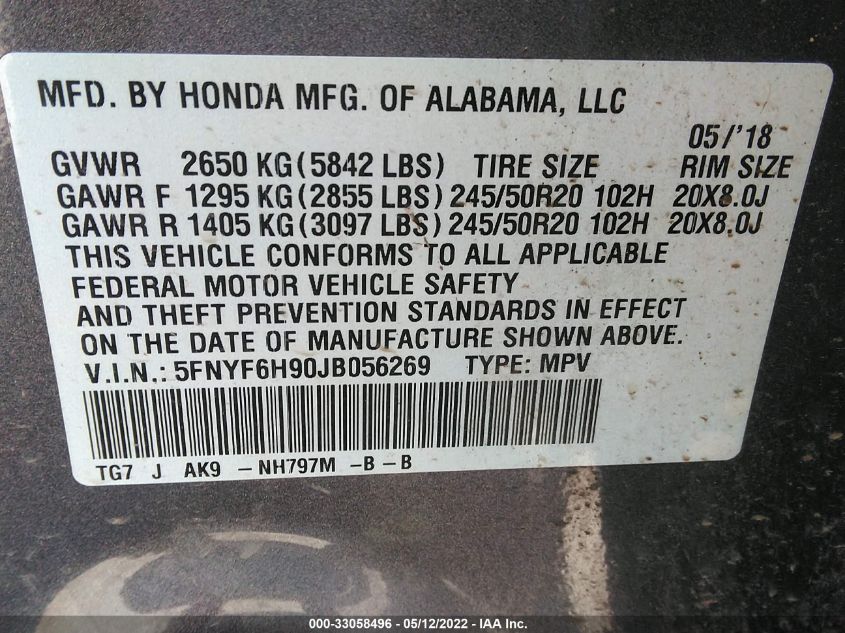 MFD. BY HONDA MFG. OF ALABAMA, LLC
05/'18
GVWR 2650 KG(5842 LBS) TIRE SIZE RIM SIZE
GAWR F 1295 KG(2855 LBS) 245/50R20 102H 20X8.0J
GAWR R 1405 KG(3097 LBS) 245/50R20 102H 20X8.0J
THIS VEHICLE CONFORMS TO ALL APPLICABLE
FEDERAL MOTOR VEHICLE SAFETY
AND THEFT PREVENTION STANDARDS IN EFFECT
ON THE DATE OF MANUFACTURE SHOWN ABOVE.
V.I.N.: 5FNYF6H90JB056269 TYPE: MPV
TG7 J AK9 -NH797M -B-B
000-33058496 - 05/12/2022 - IAA Inc.